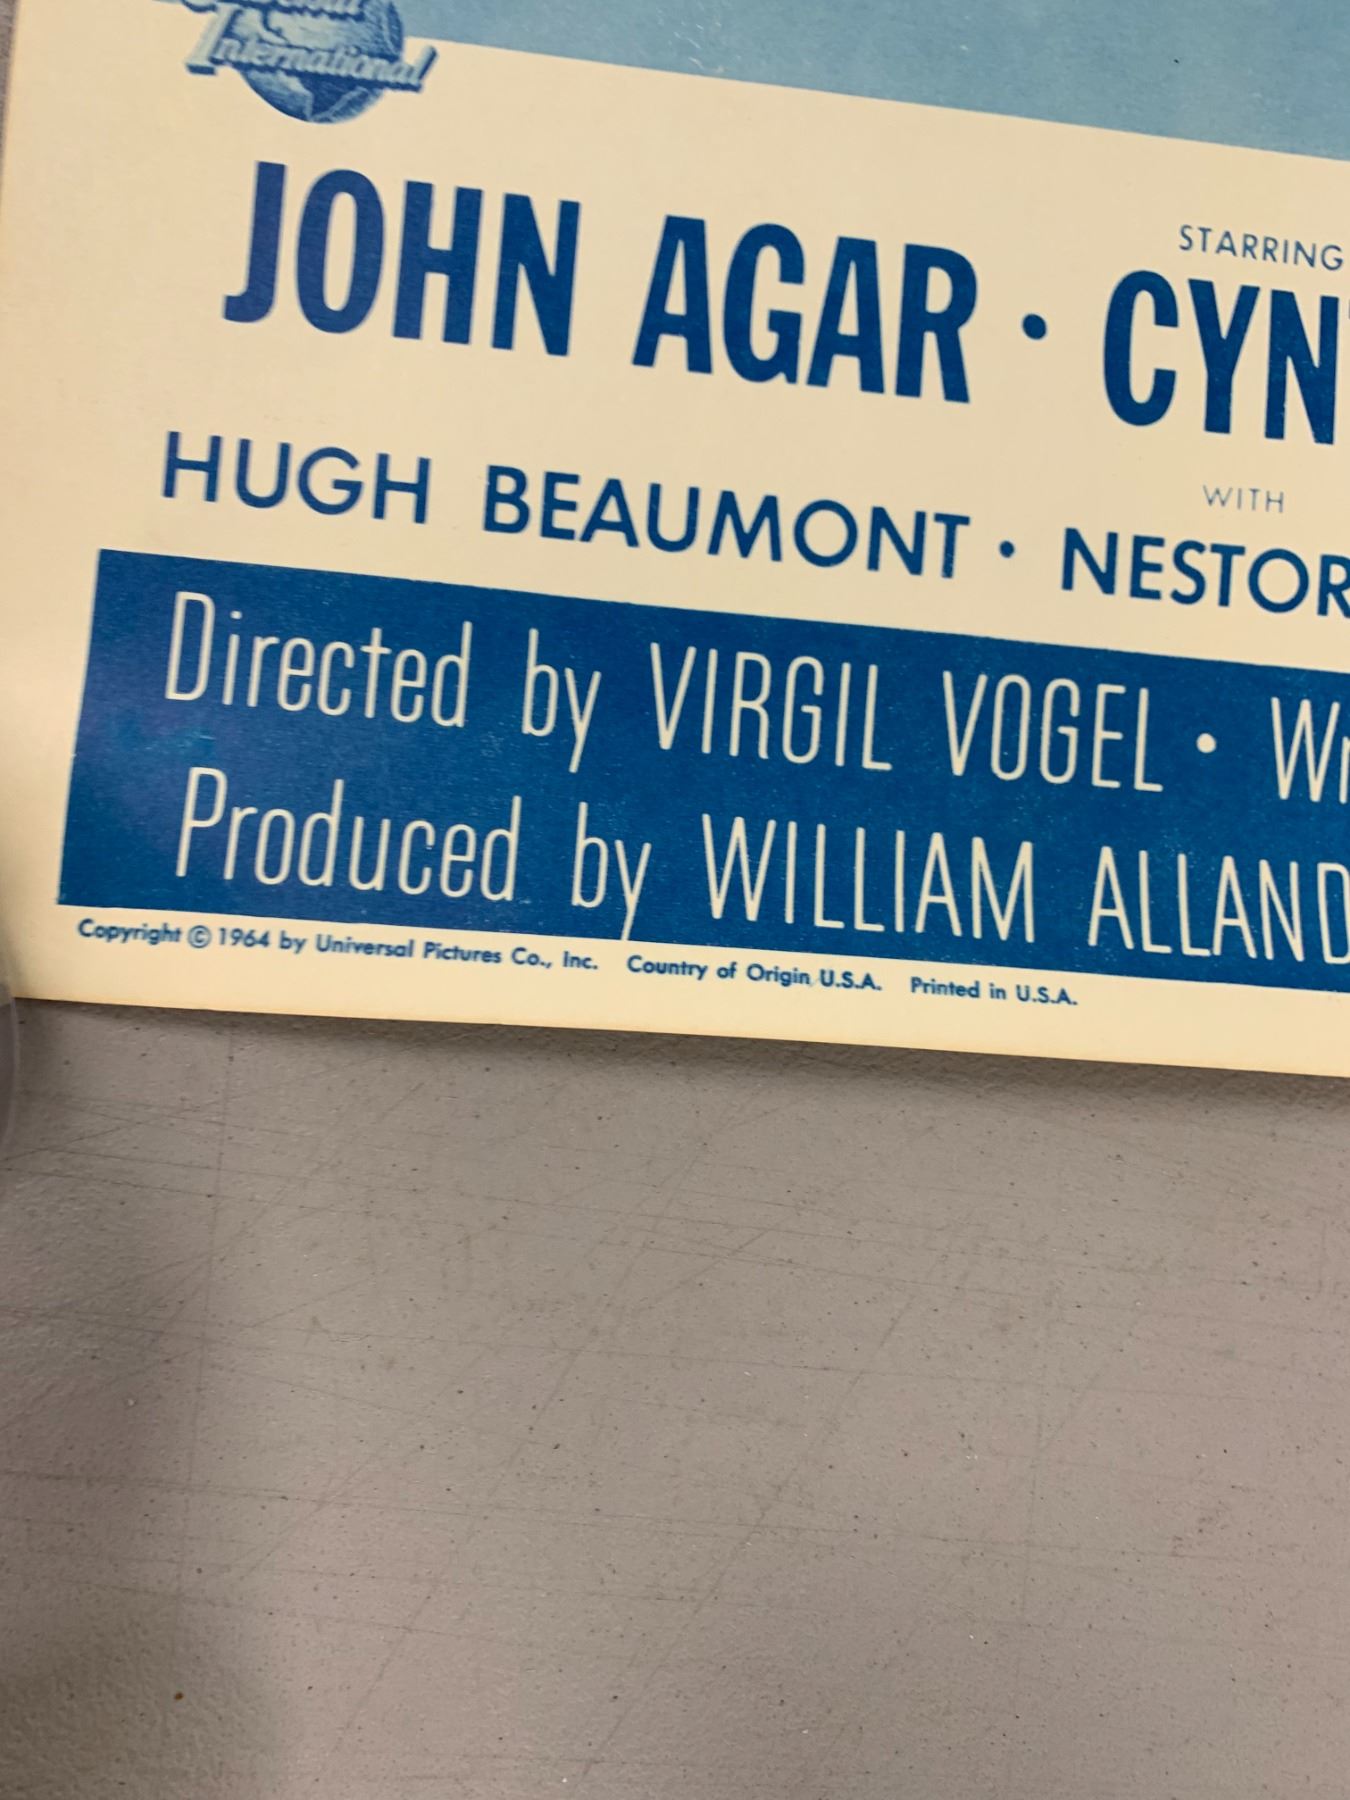 International
STARRING
JOHN AGAR • CYN
WITH
HUGH BEAUMONT • NESTOR
Directed by VIRGIL VOGEL •
Produced by WILLIAM ALLAND
Copyright © 1964 by Universal Pictures Co., Inc. Country of Origin U.S.A. Printed in U.S.A.